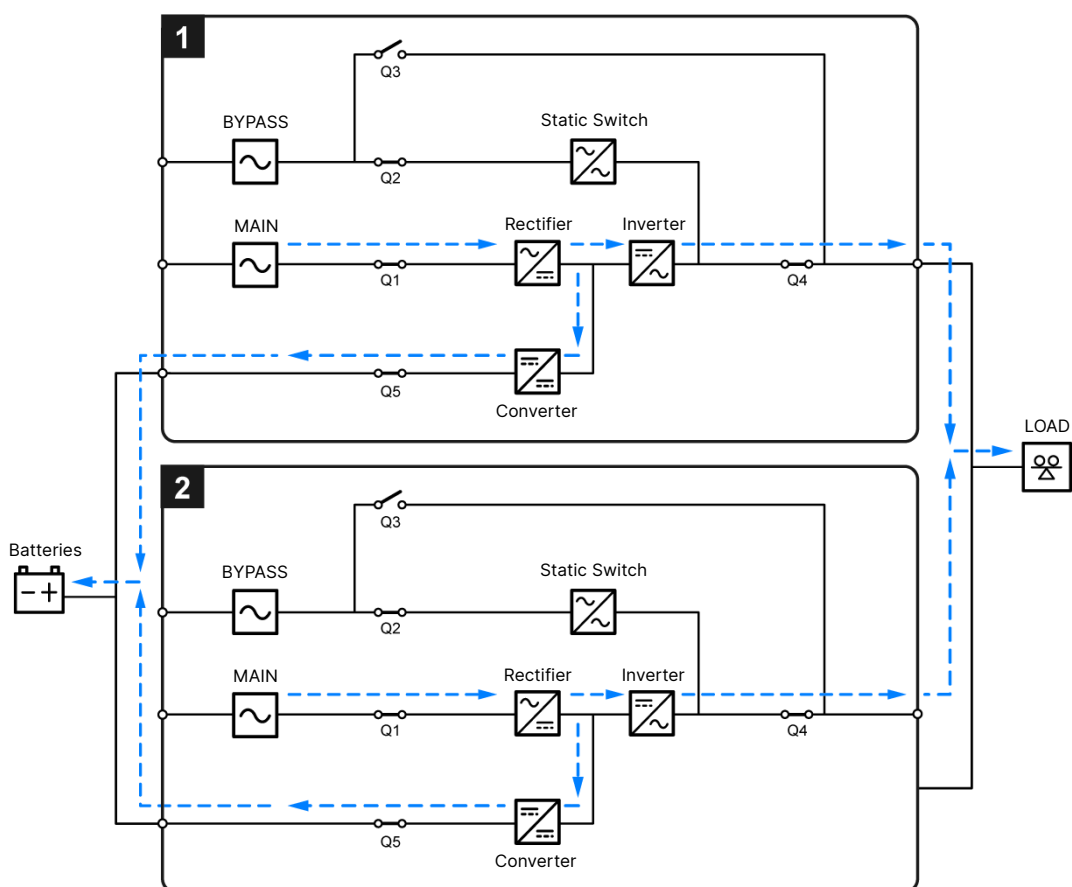 1
Q3
BYPASS
Static Switch
Q2
MAIN
Rectifier
Inverter
Q1
Q4
Q5
Converter
LOAD
2
Q3
Batteries
BYPASS
Static Switch
Q2
MAIN
Rectifier
Inverter
Q1
Q4
Q5
Converter